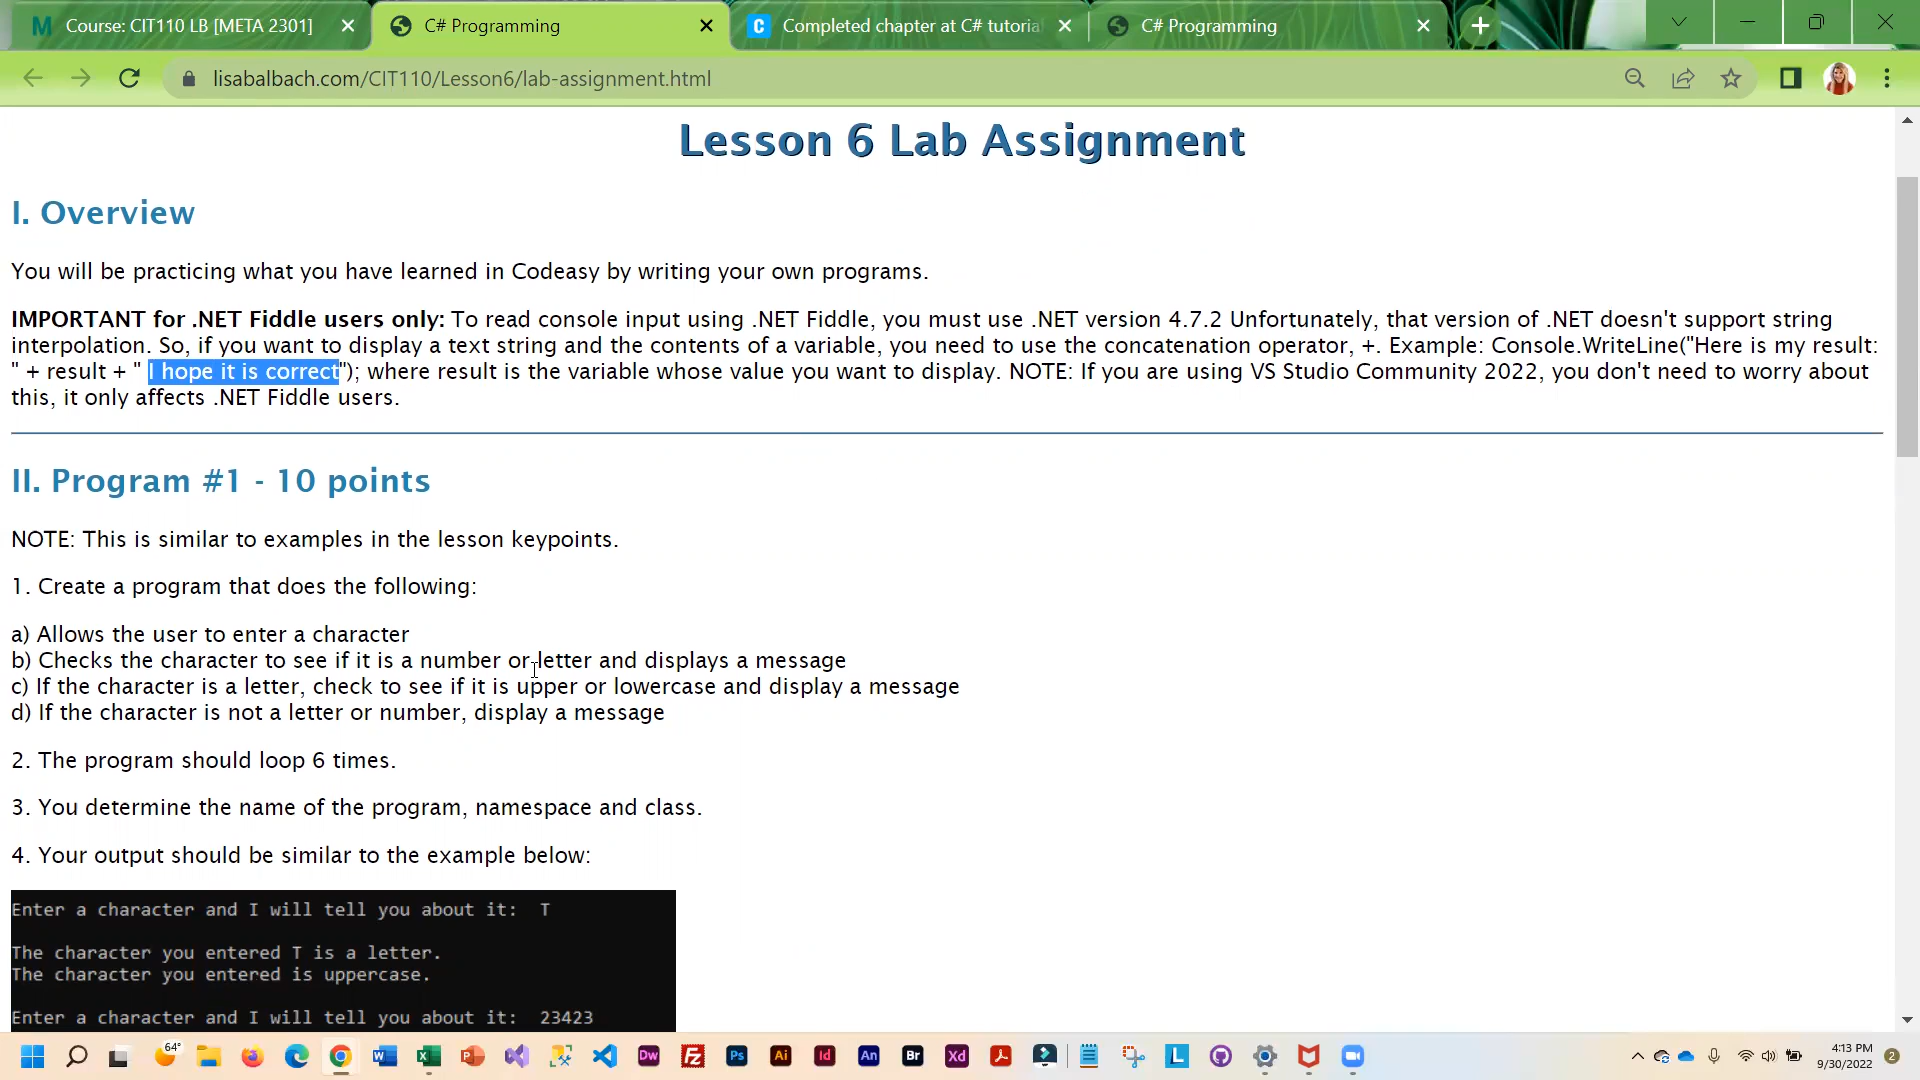 Course: CIT110 LB [META 2301]
C# Programming
Completed chapter at C# tutoria
C# Programming
lisabalbach.com/CIT110/Lesson6/lab-assignment.html
Lesson 6 Lab Assignment
I. Overview
You will be practicing what you have learned in Codeasy by writing your own programs.
IMPORTANT for .NET Fiddle users only: To read console input using .NET Fiddle, you must use .NET version 4.7.2 Unfortunately, that version of .NET doesn't support string
interpolation. So, if you want to display a text string and the contents of a variable, you need to use the concatenation operator, +. Example: Console.WriteLine("Here is my result:
" + result + " I hope it is correct"); where result is the variable whose value you want to display. NOTE: If you are using VS Studio Community 2022, you don't need to worry about
this, it only affects .NET Fiddle users.
II. Program #1 - 10 points
NOTE: This is similar to examples in the lesson keypoints.
1. Create a program that does the following:
a) Allows the user to enter a character
b) Checks the character to see if it is a number or letter and displays a message
c) If the character is a letter, check to see if it is upper or lowercase and display a message
d) If the character is not a letter or number, display a message
2. The program should loop 6 times.
3. You determine the name of the program, namespace and class.
4. Your output should be similar to the example below:
Enter a character and I will tell you about it:  T
The character you entered T is a letter.
The character you entered is uppercase.
Enter a character and I will tell you about it:  23423
64°
Dw
Fz
Ps
Ai
Id
An
Br
Xd
L
4:13 PM
9/30/2022
2